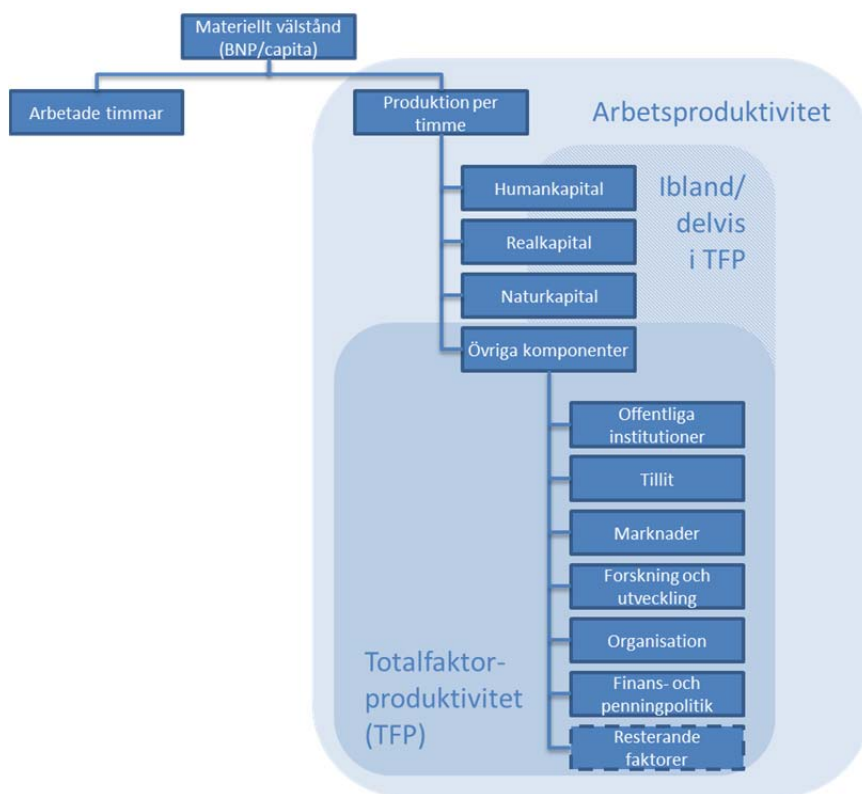 Materiellt välstånd
(BNP/capita)
Arbetade timmar
Produktion per
timme
Arbetsproduktivitet
Humankapital
Ibland/
delvis
i TFP
Realkapital
Naturkapital
Övriga komponenter
Offentliga
institutioner
Tillit
Marknader
Forskning och
utveckling
Organisation
Totalfaktor-
produktivitet
(TFP)
Finans- och
penningpolitik
Resterande
faktorer